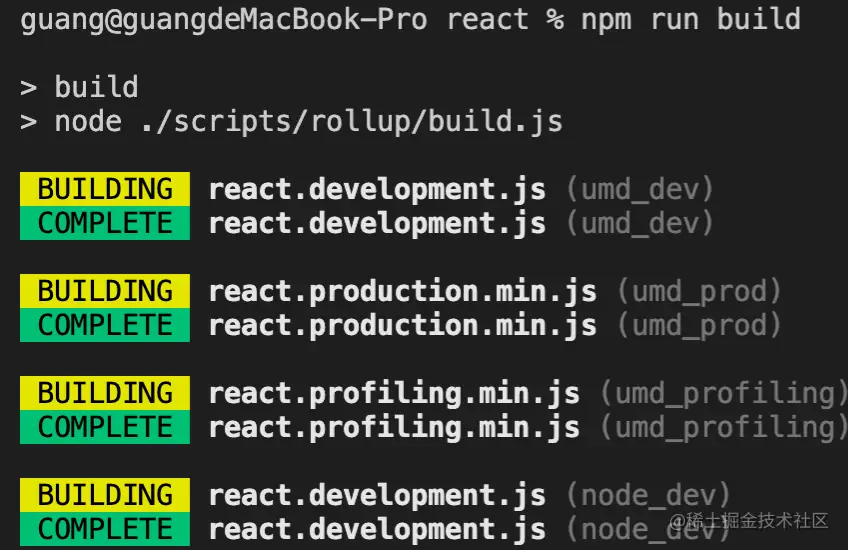 guang@guangdeMacBook-Pro react % npm run build
> build
> node ./scripts/rollup/build.js
BUILDING react.development.js (umd_dev)
COMPLETE react.development.js (umd_dev)
BUILDING react.production.min.js (umd_prod)
COMPLETE react.production.min.js (umd_prod)
BUILDING react.profiling.min.js (umd_profiling)
COMPLETE react.profiling.min.js (umd_profiling)
BUILDING react.development.js (node_dev)
COMPLETE react.development.js (node_dev)
@稀土掘金技术社区